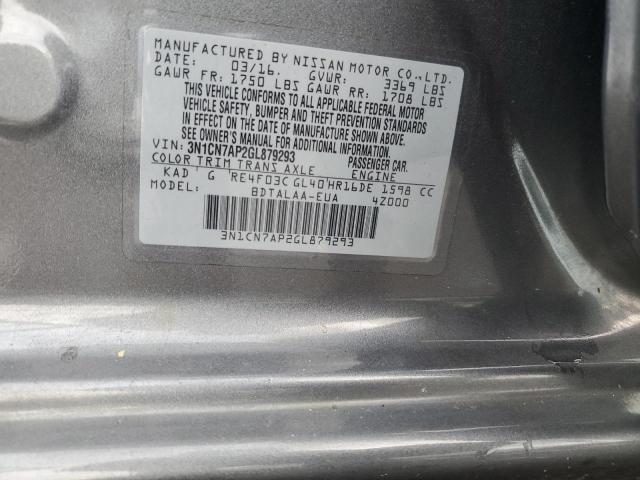 MANUFACTURED BY NISSAN MOTOR CO., LTD.
DATE: 03/16. GVWR: 3369 LBS
GAWR FR: 1750 LBS GAWR RR: 1708 LBS
THIS VEHICLE CONFORMS TO ALL APPLICABLE FEDERAL MOTOR
VEHICLE SAFETY, BUMPER AND THEFT PREVENTION STANDARDS
IN EFFECT ON THE DATE OF MANUFACTURE SHOWN ABOVE.
SEE OWNER'S MANUAL FOR ADDITIONAL INFORMATION.
VIN: 3N1CN7AP2GL879293 PASSENGER CAR.
COLOR TRIM TRANS AXLE ENGINE
KAD G RE4F03C GL40 HR16DE 1598 CC
MODEL: BDTALAA-EUA 4Z000
3N1CN7AP2GL879293